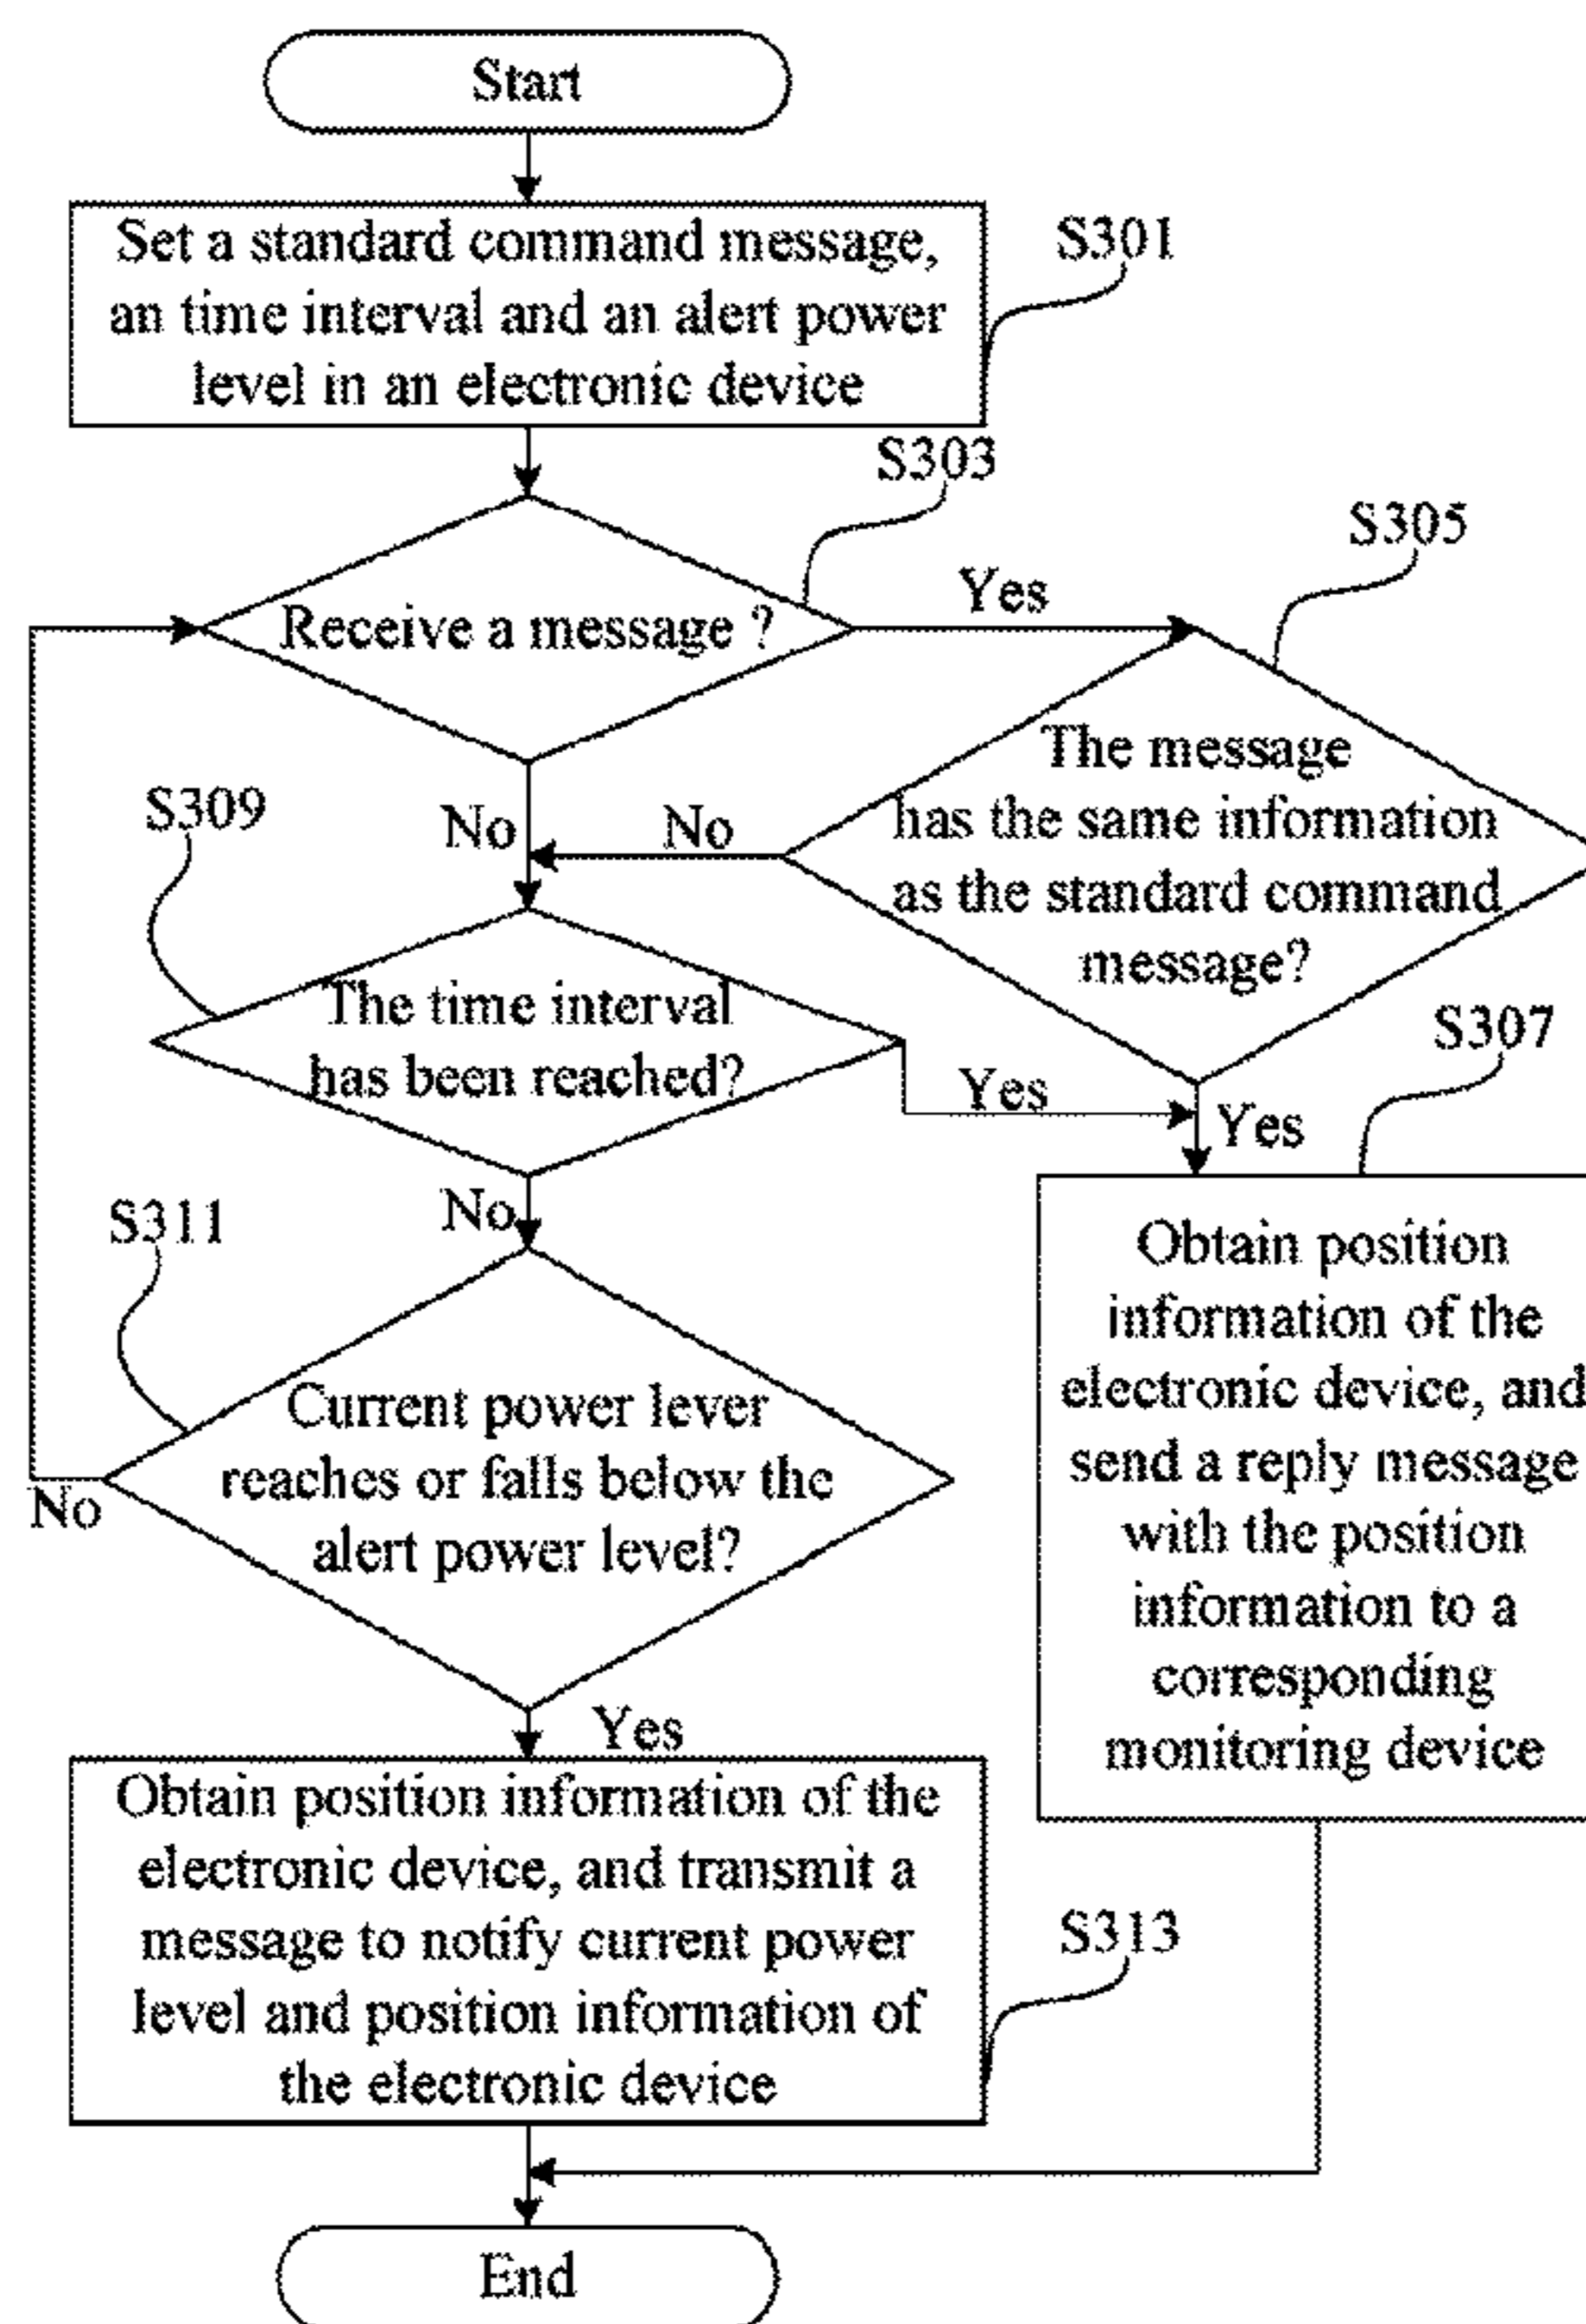 Start
Set a standard command message,
an time interval and an alert power
level in an electronic device
S301
S303
Receive a message ?
Yes
S305
The message
has the same information
as the standard command
message?
No
No
S309
The time interval
has been reached?
Yes
Yes
S307
No
S311
Current power lever
reaches or falls below the
alert power level?
No
Yes
Obtain position
information of the
electronic device, and
send a reply message
with the position
information to a
corresponding
monitoring device
Obtain position information of the
electronic device, and transmit a
message to notify current power
level and position information of
the electronic device
S313
End